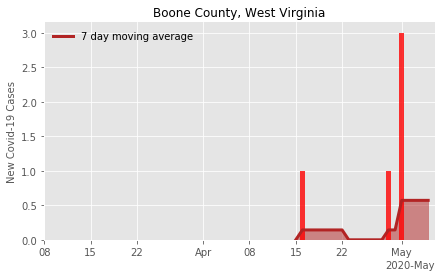 Boone County, West Virginia
7 day moving average
New Covid-19 Cases
3.0
2.5
2.0
1.5
1.0
0.5
0.0
08 15 22 Apr 08 15 22 May
2020-May